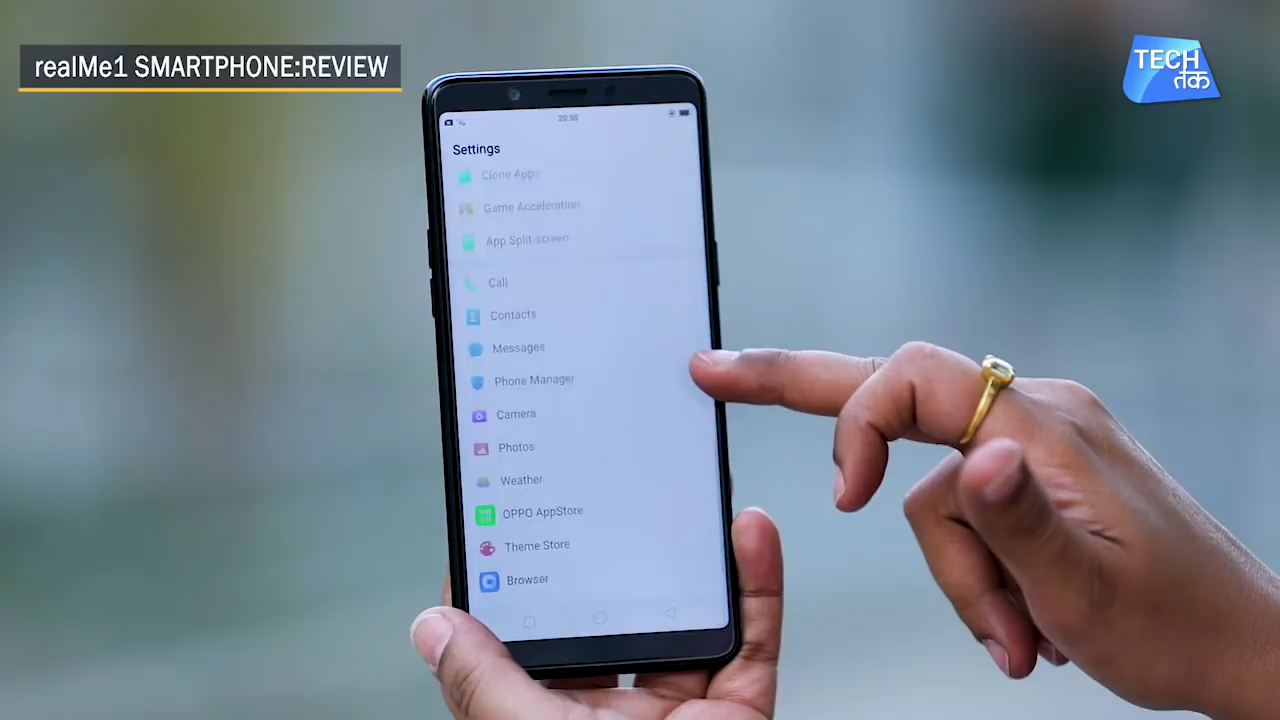 realMe1 SMARTPHONE:REVIEW
TECH
तक
20:50
Settings
Clone Apps
Game Acceleration
App Split-screen
Call
Contacts
Messages
Phone Manager
Camera
Photos
Weather
OPPO AppStore
Theme Store
Browser